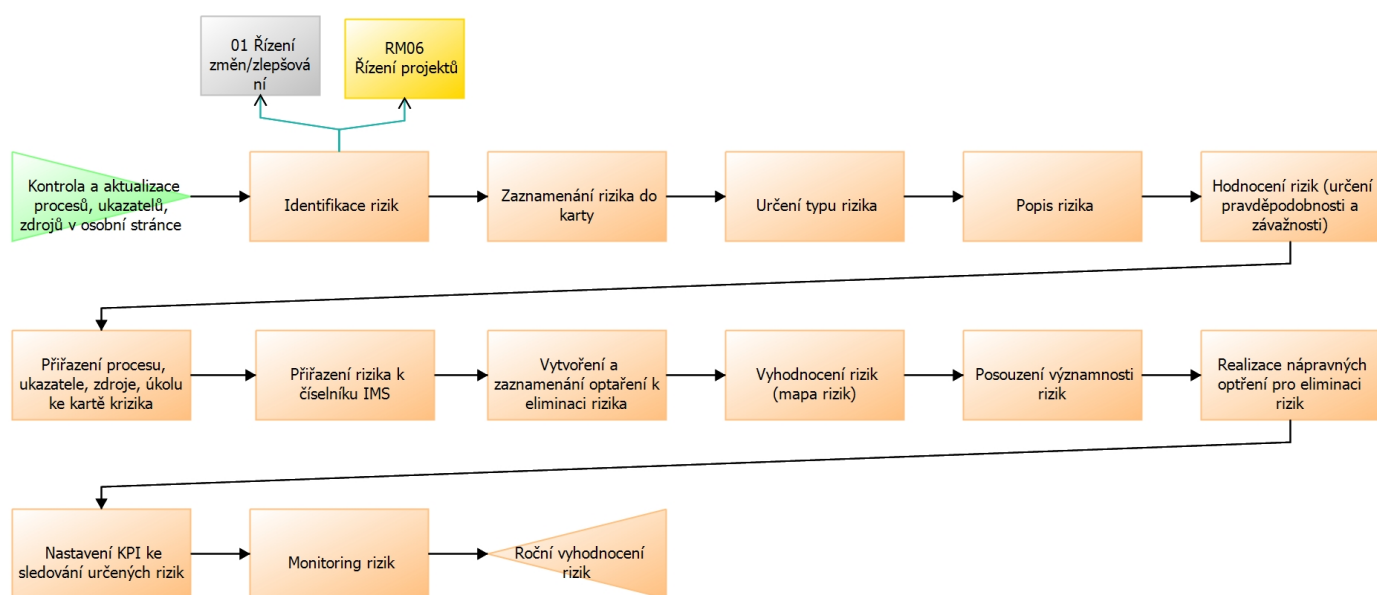 01 Řízení
změn/zlepšová
ní
RM06
Řízení projektů
Kontrola a aktualizace
procesů, ukazatelů,
zdrojů v osobní stránce
Identifikace rizik
Zaznamenání rizika do
karty
Určení typu rizika
Popis rizika
Hodnocení rizik (určení
pravděpodobnosti a
závažnosti)
Přiřazení procesu,
ukazatele, zdroje, úkolu
ke kartě krizika
Přiřazení rizika k
číselníku IMS
Vytvoření a
zaznamenání optaření k
eliminaci rizika
Vyhodnocení rizik
(mapa rizik)
Posouzení významnosti
rizik
Realizace nápravných
optření pro eliminaci
rizik
Nastavení KPI ke
sledování určených rizik
Monitoring rizik
Roční vyhodnocení
rizik